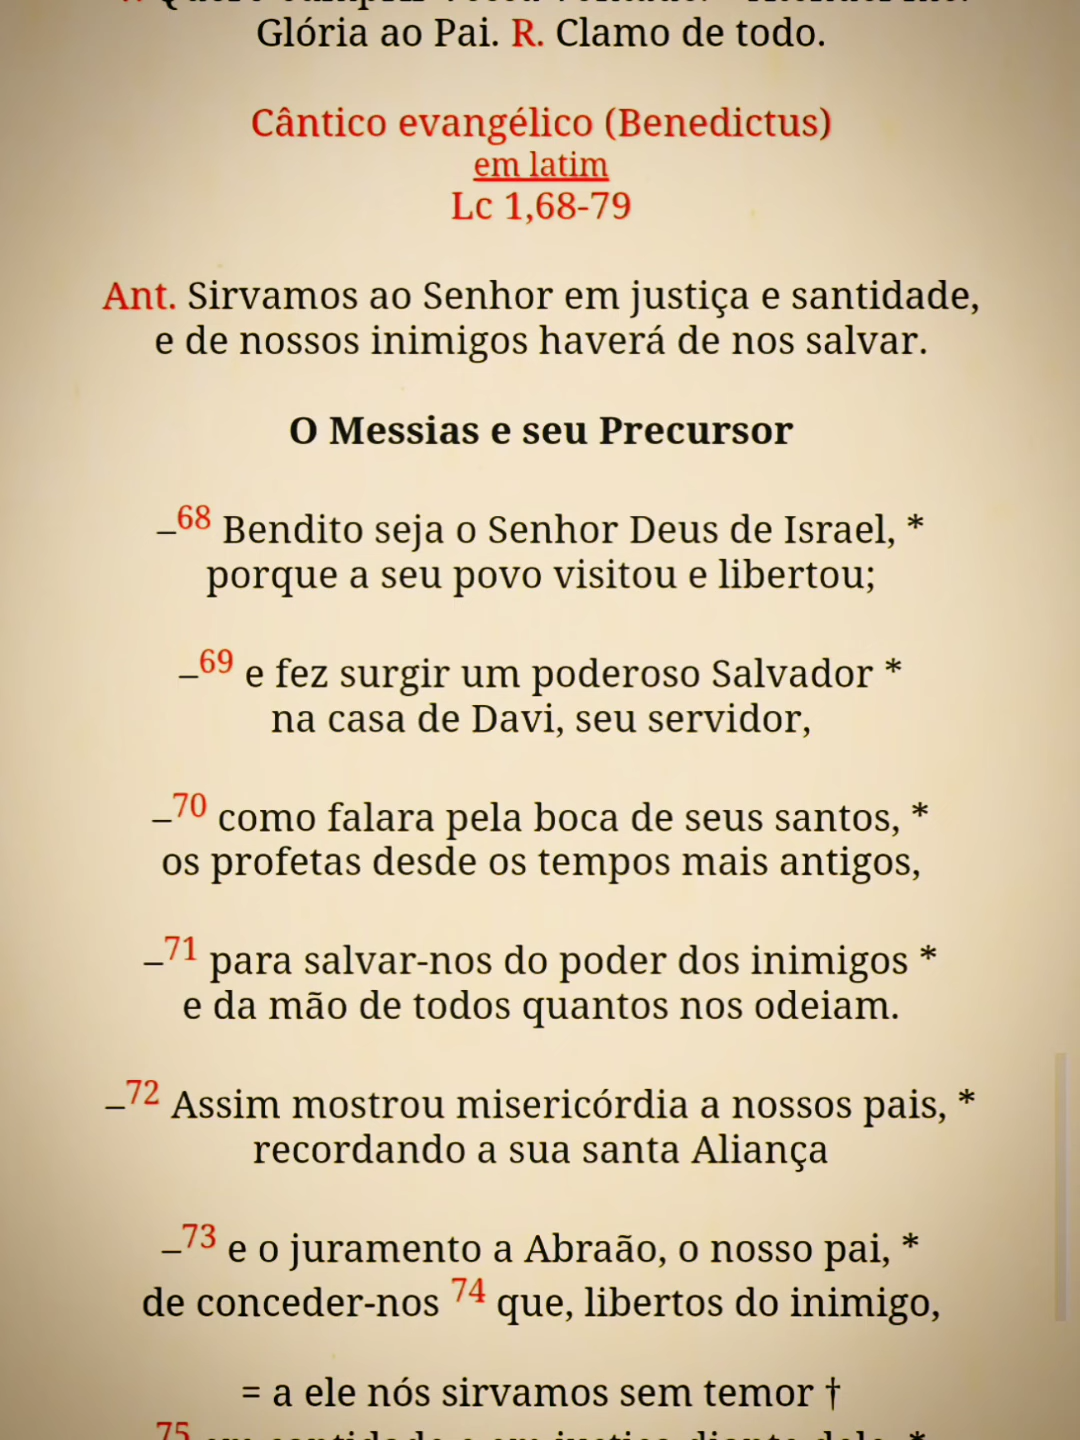 Glória ao Pai. R. Clamo de todo.
Cântico evangélico (Benedictus)
em latim
Lc 1,68-79
Ant. Sirvamos ao Senhor em justiça e santidade,
e de nossos inimigos haverá de nos salvar.
O Messias e seu Precursor
–68 Bendito seja o Senhor Deus de Israel, *
porque a seu povo visitou e libertou;
–69 e fez surgir um poderoso Salvador *
na casa de Davi, seu servidor,
–70 como falara pela boca de seus santos, *
os profetas desde os tempos mais antigos,
–71 para salvar-nos do poder dos inimigos *
e da mão de todos quantos nos odeiam.
–72 Assim mostrou misericórdia a nossos pais, *
recordando a sua santa Aliança
–73 e o juramento a Abraão, o nosso pai, *
de conceder-nos 74 que, libertos do inimigo,
= a ele nós sirvamos sem temor †
75